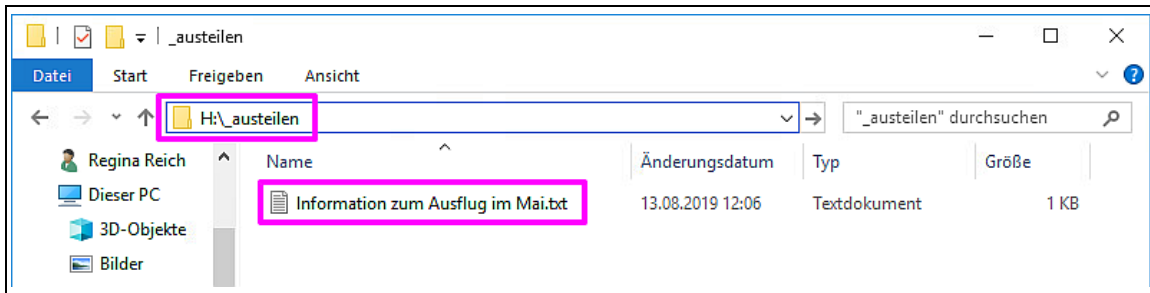 _austeilen
Datei Start Freigeben Ansicht
H:\_austeilen "_austeilen" durchsuchen
Regina Reich Name Änderungsdatum Typ Größe
Dieser PC Information zum Ausflug im Mai.txt 13.08.2019 12:06 Textdokument 1 KB
3D-Objekte
Bilder